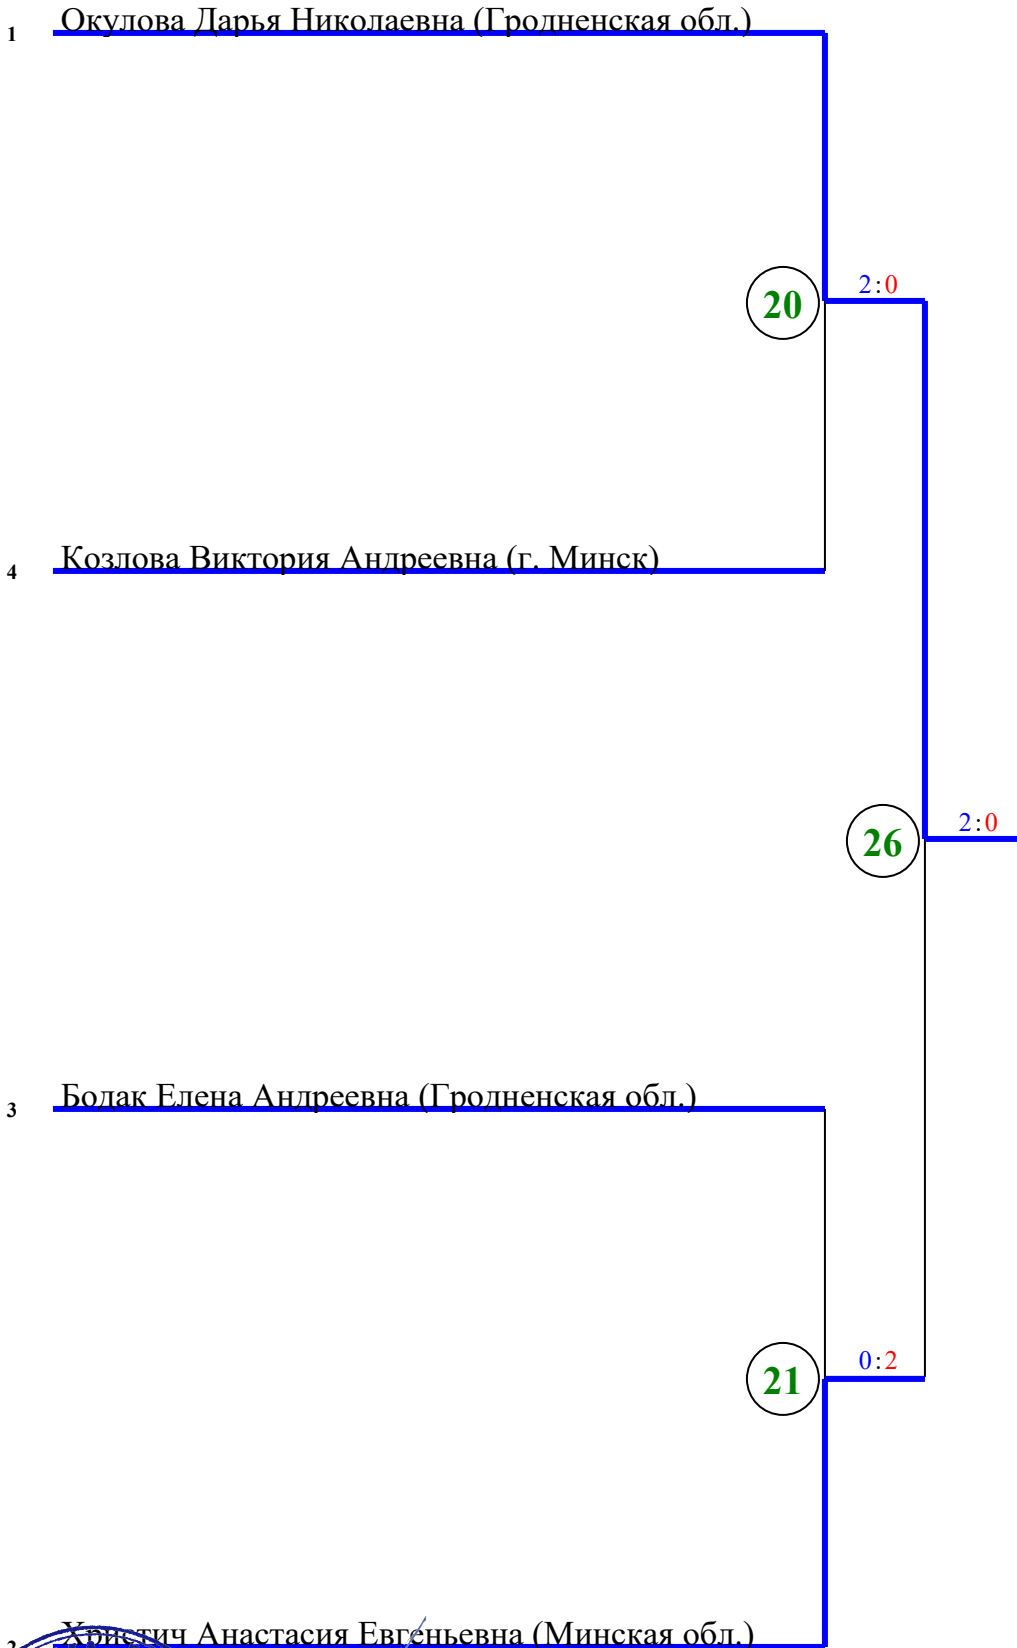 1 Окулова Дарья Николаевна (Гродненская обл.)
20 2:0
4 Козлова Виктория Андреевна (г. Минск)
26 2:0
3 Бодак Елена Андреевна (Гродненская обл.)
21 0:2
2 Христич Анастасия Евгеньевна (Минская обл.)